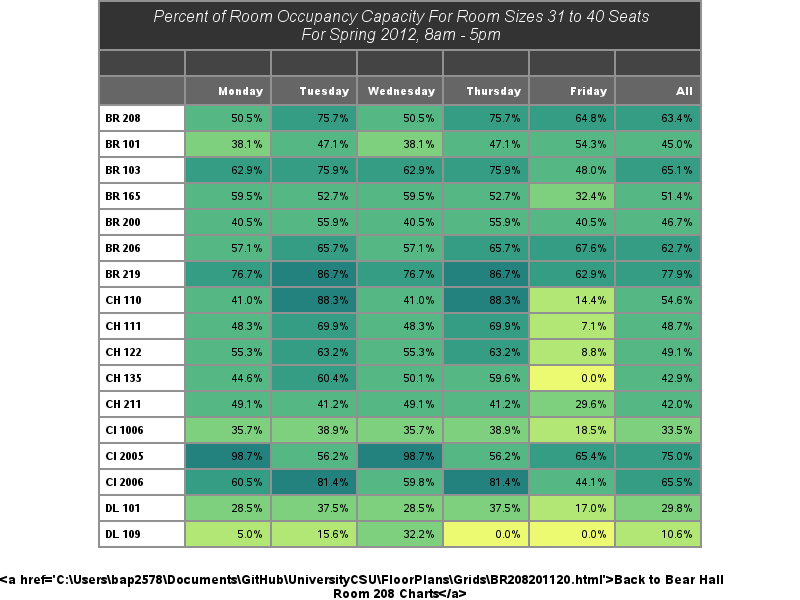 Percent of Room Occupancy Capacity For Room Sizes 31 to 40 Seats
For Spring 2012, 8am - 5pm
Monday Tuesday Wednesday Thursday Friday All
BR 208 50.5% 75.7% 50.5% 75.7% 64.8% 63.4%
BR 101 38.1% 47.1% 38.1% 47.1% 54.3% 45.0%
BR 103 62.9% 75.9% 62.9% 75.9% 48.0% 65.1%
BR 165 59.5% 52.7% 59.5% 52.7% 32.4% 51.4%
BR 200 40.5% 55.9% 40.5% 55.9% 40.5% 46.7%
BR 206 57.1% 65.7% 57.1% 65.7% 67.6% 62.7%
BR 219 76.7% 86.7% 76.7% 86.7% 62.9% 77.9%
CH 110 41.0% 88.3% 41.0% 88.3% 14.4% 54.6%
CH 111 48.3% 69.9% 48.3% 69.9% 7.1% 48.7%
CH 122 55.3% 63.2% 55.3% 63.2% 8.8% 49.1%
CH 135 44.6% 60.4% 50.1% 59.6% 0.0% 42.9%
CH 211 49.1% 41.2% 49.1% 41.2% 29.6% 42.0%
CI 1006 35.7% 38.9% 35.7% 38.9% 18.5% 33.5%
CI 2005 98.7% 56.2% 98.7% 56.2% 65.4% 75.0%
CI 2006 60.5% 81.4% 59.8% 81.4% 44.1% 65.5%
DL 101 28.5% 37.5% 28.5% 37.5% 17.0% 29.8%
DL 109 5.0% 15.6% 32.2% 0.0% 0.0% 10.6%
<a href='C:\Users\bap2578\Documents\GitHub\UniversityCSU\FloorPlans\Grids\BR208201120.html'>Back to Bear Hall
Room 208 Charts</a>